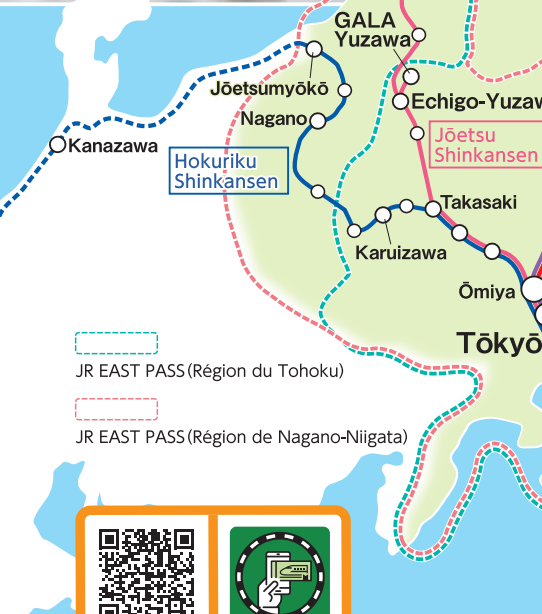 GALA
Yuzawa
Jōetsumyōkō
Echigo-Yuzaw
Nagano
Jōetsu
Shinkansen
Kanazawa
Hokuriku
Shinkansen
Takasaki
Karuizawa
Ōmiya
Tōkyō
JR EAST PASS(Région du Tohoku)
JR EAST PASS(Région de Nagano-Niigata)